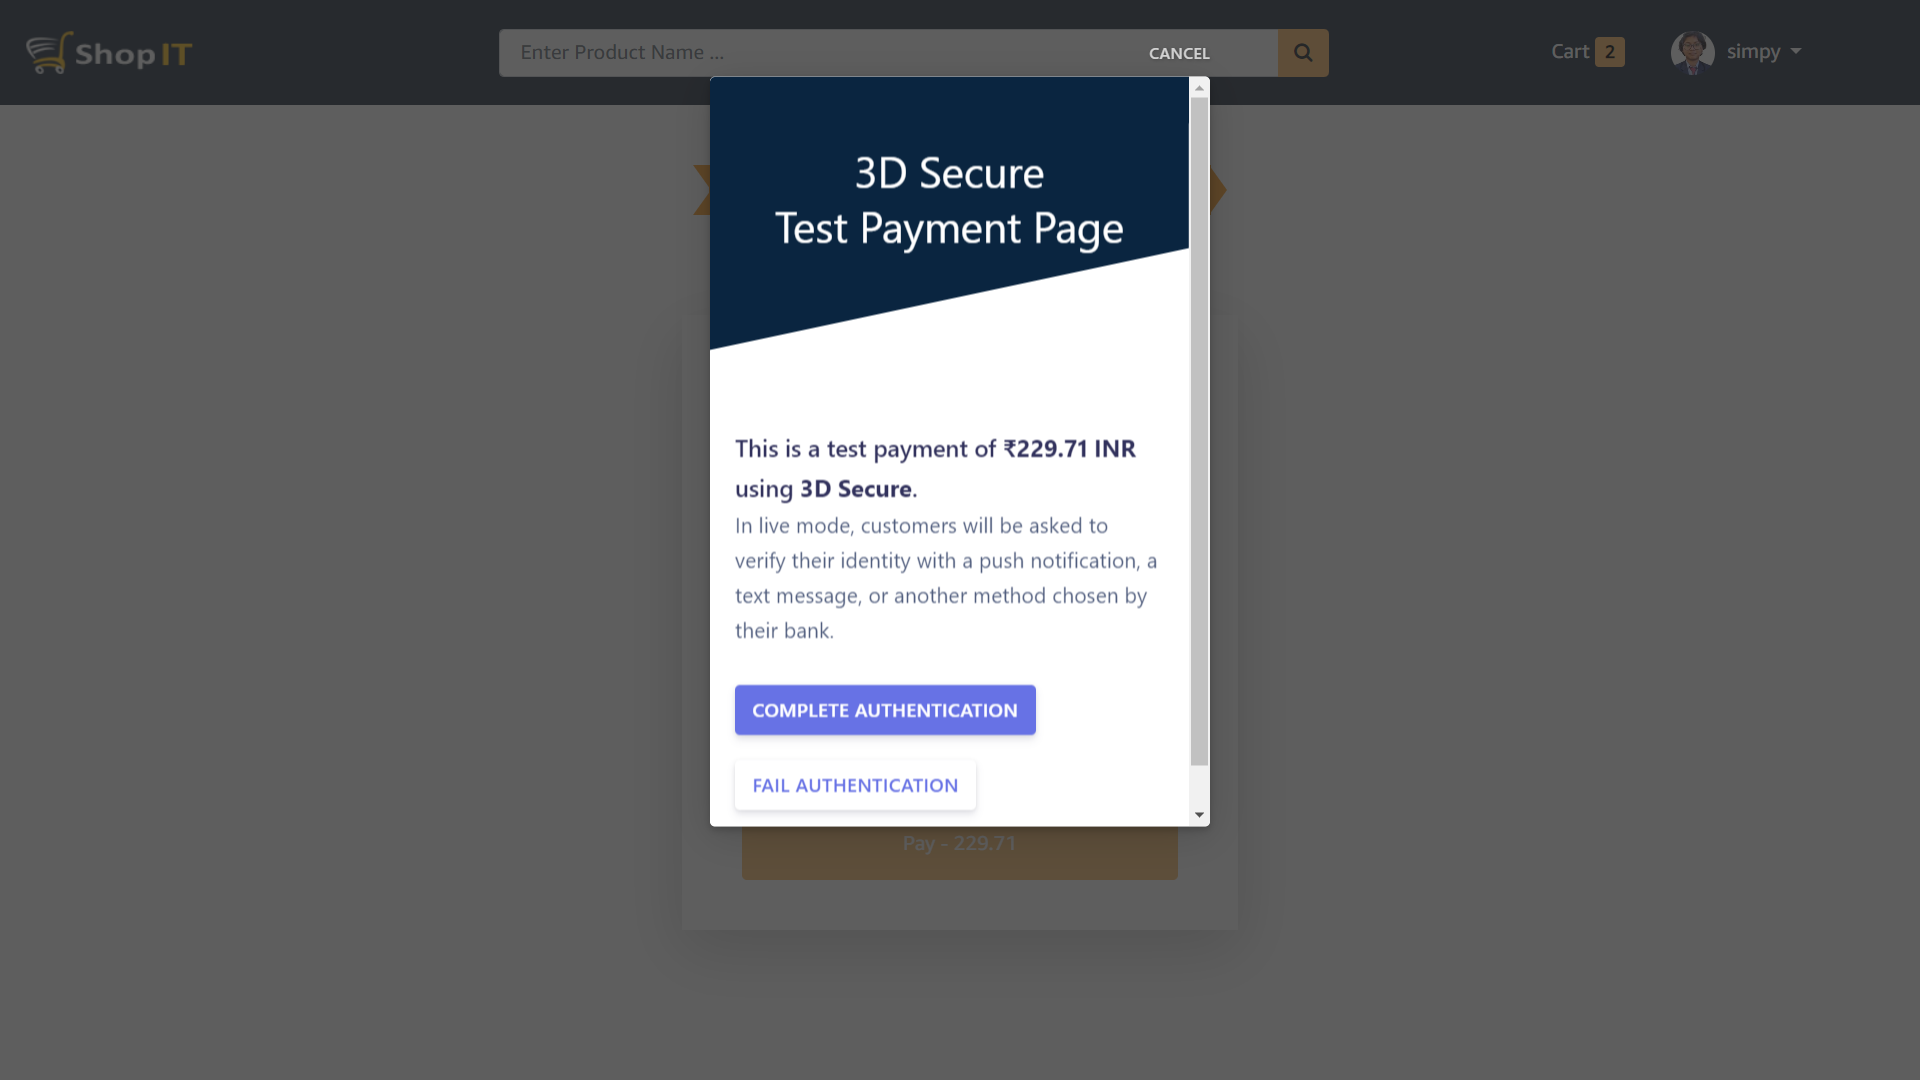 ShopIT
Enter Product Name ...
CANCEL
Cart 2
simpy
3D Secure
Test Payment Page
This is a test payment of ₹229.71 INR
using 3D Secure.
In live mode, customers will be asked to
verify their identity with a push notification, a
text message, or another method chosen by
their bank.
COMPLETE AUTHENTICATION
FAIL AUTHENTICATION
Pay - 229.71